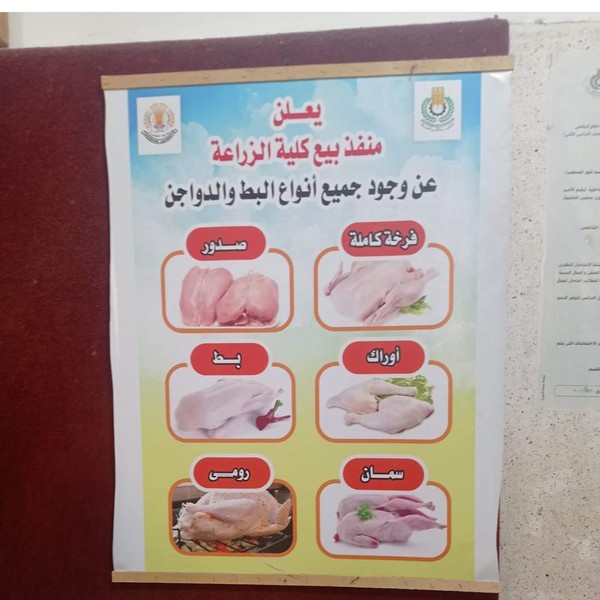 يعلن
منفذ بيع كلية الزراعة
عن وجود جميع أنواع البط والدواجن
فرخة كاملة
صدور
أوراك
بط
سمان
رومى